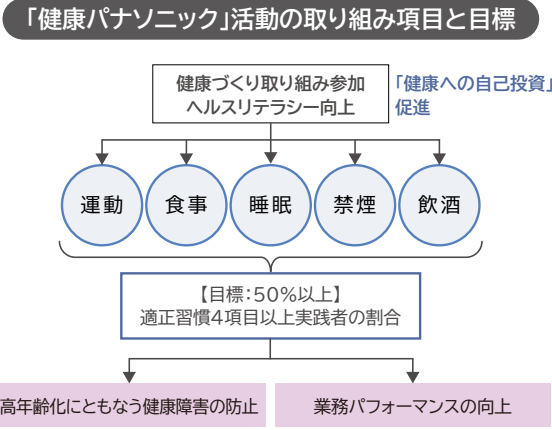 「健康パナソニック」活動の取り組み項目と目標
健康づくり取り組み参加
ヘルスリテラシー向上
「健康への自己投資」
促進
運動
食事
睡眠
禁煙
飲酒
【目標：50％以上】
適正習慣4項目以上実践者の割合
高年齢化にともなう健康障害の防止
業務パフォーマンスの向上